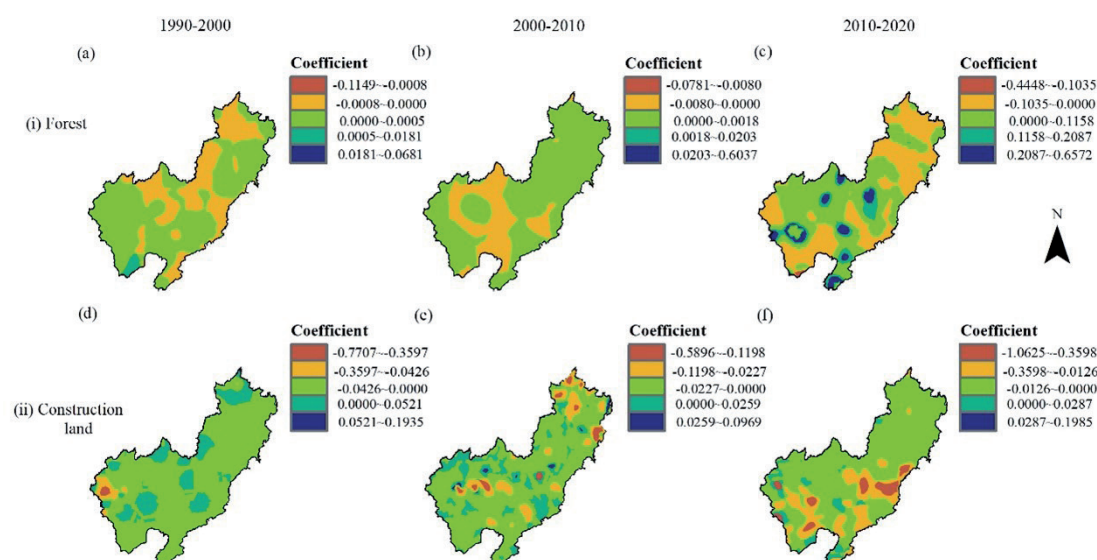 1990-2000
2000-2010
2010-2020
(a)
Coefficient
-0.1149~-0.0008
-0.0008~0.0000
0.0000~0.0005
0.0005~0.0181
0.0181~0.0681
(b)
Coefficient
-0.0781~-0.0080
-0.0080~0.0000
0.0000~0.0018
0.0018~0.0203
0.0203~0.6037
(c)
Coefficient
-0.4448~-0.1035
-0.1035~0.0000
0.0000~0.1158
0.1158~0.2087
0.2087~0.6572
(i) Forest
N
(d)
Coefficient
-0.7707~-0.3597
-0.3597~-0.0426
-0.0426~0.0000
0.0000~0.0521
0.0521~0.1935
(e)
Coefficient
-0.5896~-0.1198
-0.1198~-0.0227
-0.0227~0.0000
0.0000~0.0259
0.0259~0.0969
(f)
Coefficient
-1.0625~-0.3598
-0.3598~-0.0126
-0.0126~0.0000
0.0000~0.0287
0.0287~0.1985
(ii) Construction
land